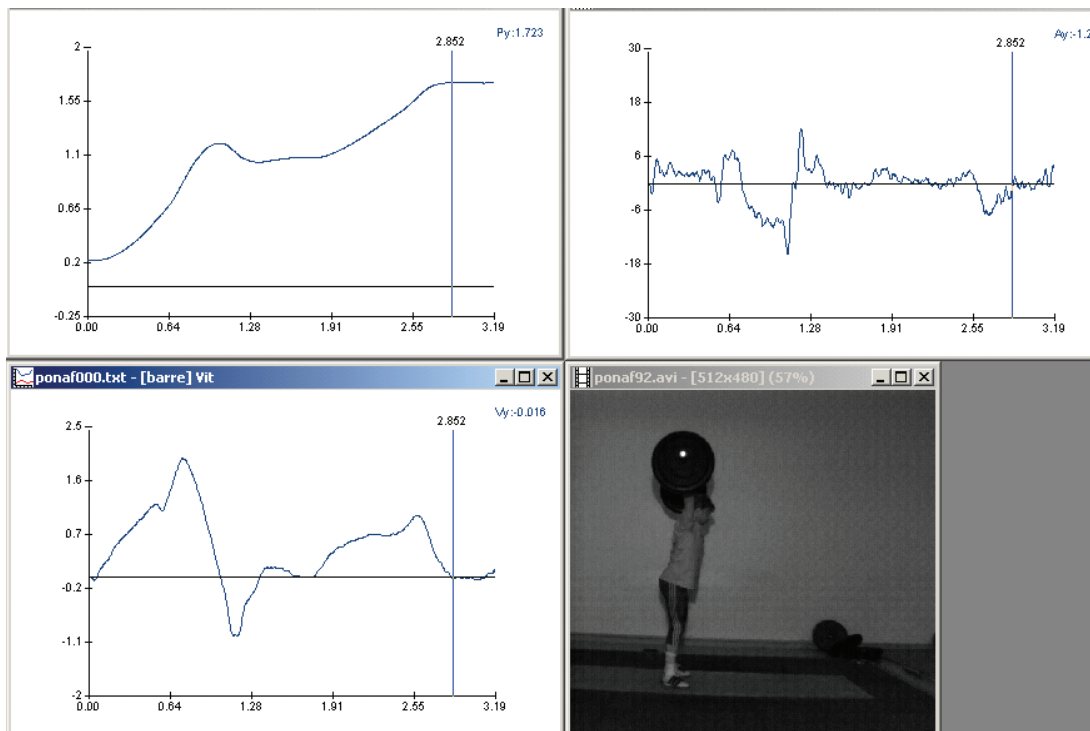 Py:1.723
2.852
2
1.55
1.1
0.65
0.2
-0.25
0.00 0.64 1.28 1.91 2.55 3.19
Ay:-1.2
2.852
30
18
6
-6
-18
-30
0.00 0.64 1.28 1.91 2.55 3.19
ponaf000.txt - [barre] Vit
Vy:-0.016
2.852
2.5
1.6
0.7
-0.2
-1.1
-2
0.00 0.64 1.28 1.91 2.55 3.19
ponaf92.avi - [512x480] (57%)